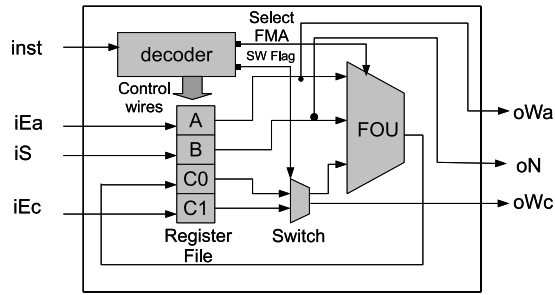 Select
FMA
inst
decoder
SW Flag
Control
wires
iEa
A
oWa
FOU
iS
B
oN
C0
iEc
C1
oWc
Register
File
Switch